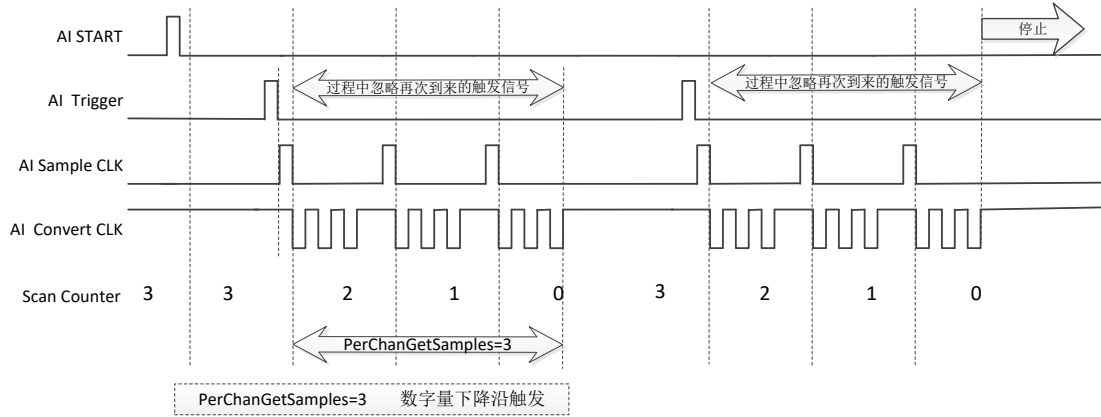 AI START
停止
AI Trigger
过程中忽略再次到来的触发信号
过程中忽略再次到来的触发信号
AI Sample CLK
AI Convert CLK
Scan Counter 3 3 2 1 0 3 2 1 0
PerChanGetSamples=3
PerChanGetSamples=3 数字量下降沿触发